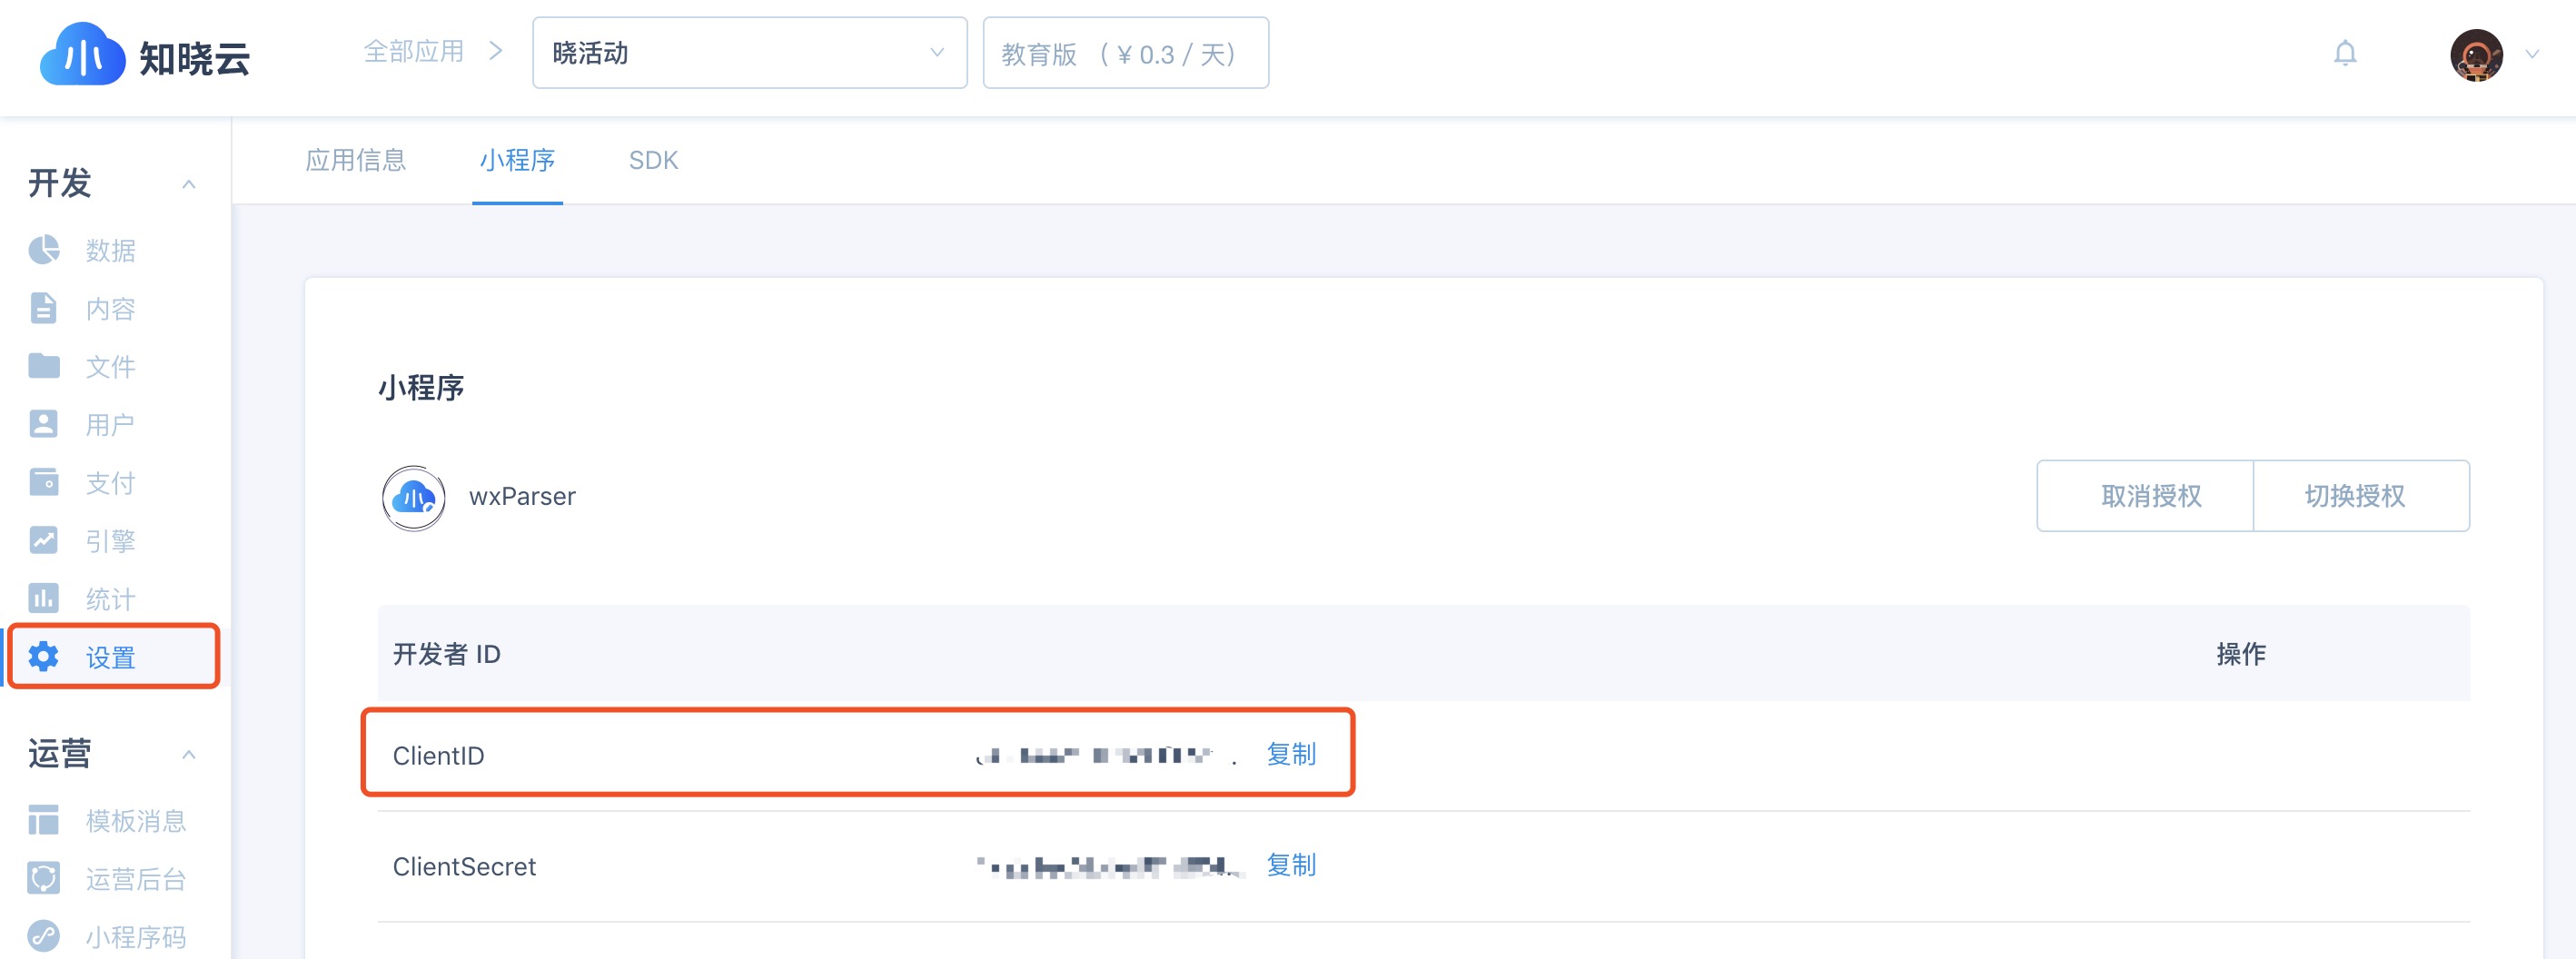 知晓云
全部应用 >
晓活动
教育版 （¥ 0.3 / 天）
应用信息
小程序
SDK
开发
数据
内容
文件
用户
支付
引擎
统计
设置
运营
模板消息
运营后台
小程序码
小程序
wxParser
取消授权
切换授权
开发者 ID
操作
ClientID
复制
ClientSecret
复制